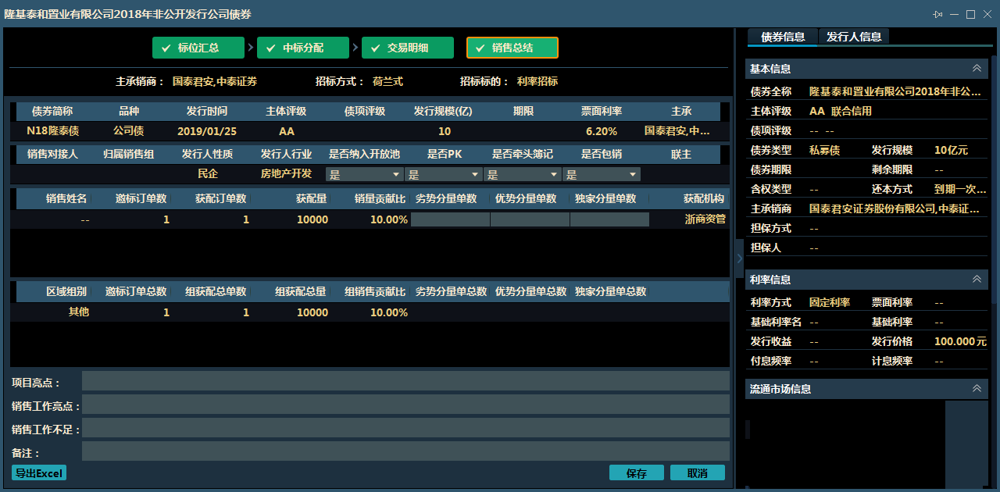 隆基泰和置业有限公司2018年非公开发行公司债券
标位汇总 中标分配 交易明细 销售总结
主承销商： 国泰君安,中泰证券 招标方式： 荷兰式 招标标的： 利率招标
债券简称 品种 发行时间 主体评级 债项评级 发行规模(亿) 期限 票面利率 主承
N18隆泰债 公司债 2019/01/25 AA 10 6.20% 国泰君安,中...
销售对接人 归属销售组 发行人性质 发行人行业 是否纳入开放池 是否PK 是否牵头簿记 是否包销 联主
民企 房地产开发 是 是 是 是
销售姓名 邀标订单数 获配订单数 获配量 销量贡献比 劣势分量单数 优势分量单数 独家分量单数 获配机构
-- 1 1 10000 10.00% 浙商资管
区域组别 邀标订单总数 组获配总单数 组获配总量 组销售贡献比 劣势分量单总数 优势分量单总数 独家分量单总数
其他 1 1 10000 10.00%
项目亮点：
销售工作亮点：
销售工作不足：
备注：
导出Excel 保存 取消
债券信息 发行人信息
基本信息
债券全称 隆基泰和置业有限公司2018年非公...
主体评级 AA 联合信用
债项评级 -- --
债券类型 私募债 发行规模 10亿元
债券期限 剩余期限 --
含权类型 -- 还本方式 到期一次...
主承销商 国泰君安证券股份有限公司,中泰证...
担保方式 --
担保人 --
利率信息
利率方式 固定利率 票面利率 --
基础利率名 -- 基础利率 --
发行收益 -- 发行价格 100.000元
付息频率 -- 计息频率 --
流通市场信息